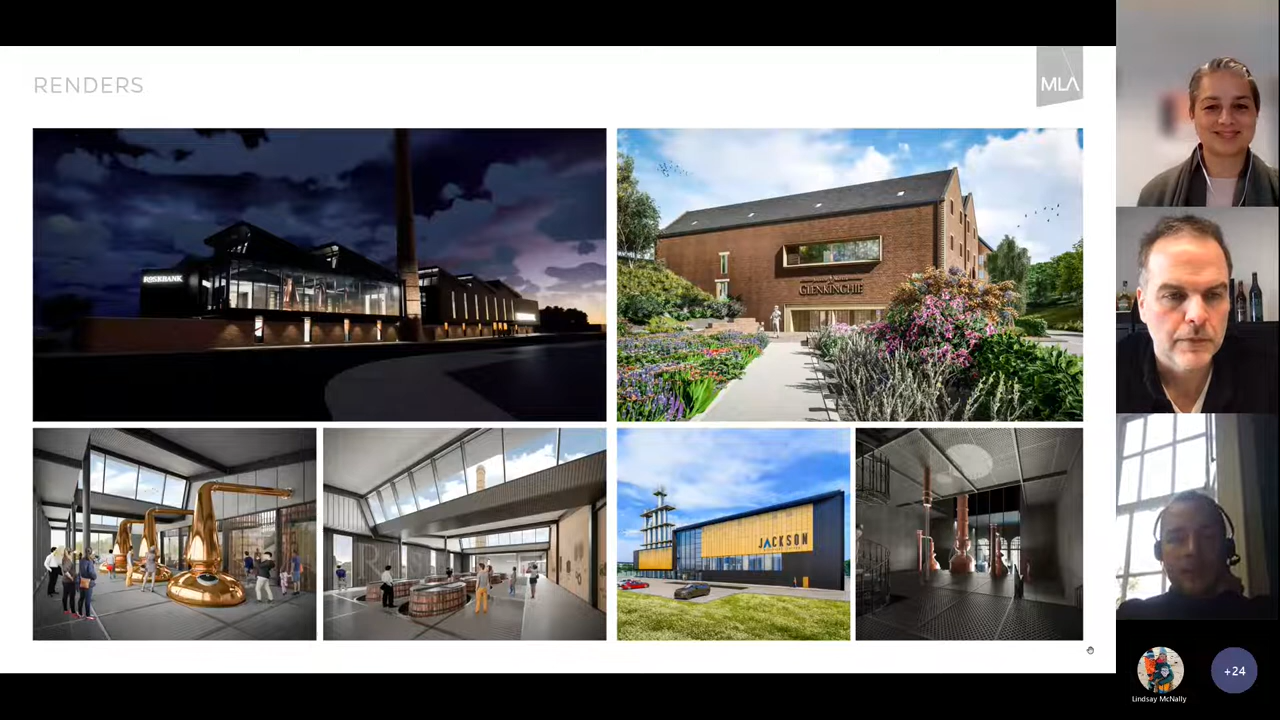 RENDERS
MLA
ROSEBANK
GLENKINCHIE
JACKSON
Lindsay McNally
+24